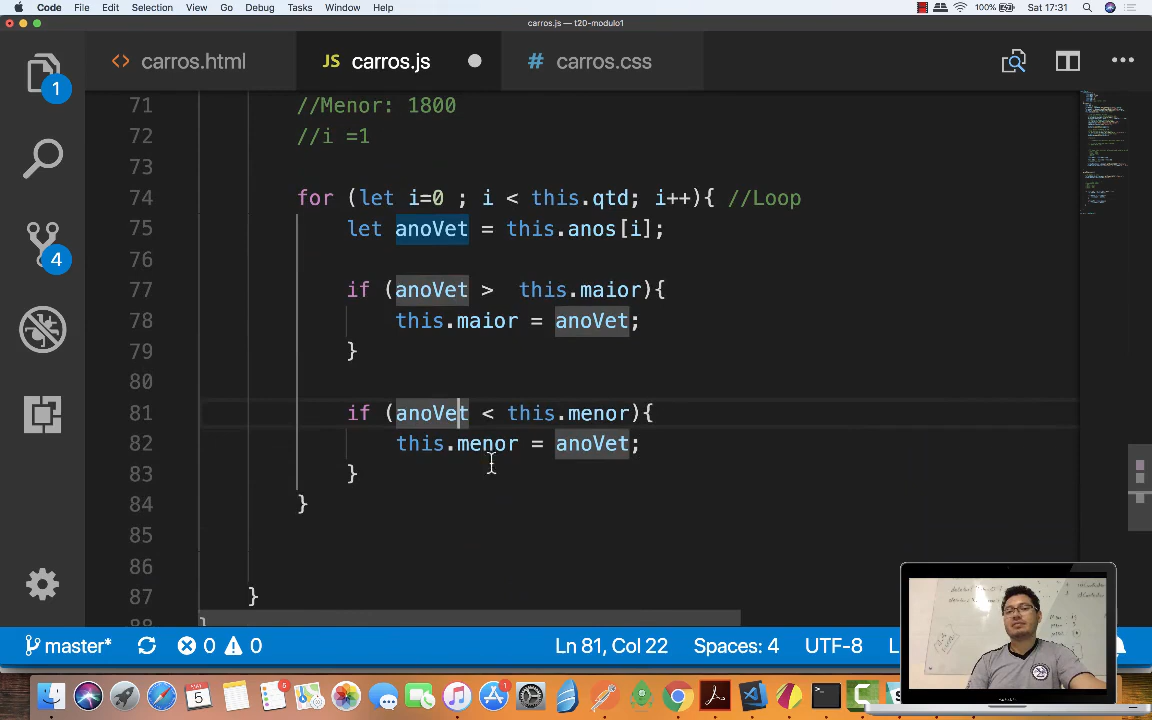 Code File Edit Selection View Go Debug Tasks Window Help 100% Sat 17:31
carros.js — t20-modulo1
carros.html JS carros.js # carros.css
1
4
71 //Menor: 1800
72 //i =1
73
74 for (let i=0 ; i < this.qtd; i++){ //Loop
75 let anoVet = this.anos[i];
76
77 if (anoVet > this.maior){
78 this.maior = anoVet;
79 }
80
81 if (anoVet < this.menor){
82 this.menor = anoVet;
83 }
84 }
85
86
87 }
master* 0 0 Ln 81, Col 22 Spaces: 4 UTF-8 L
5